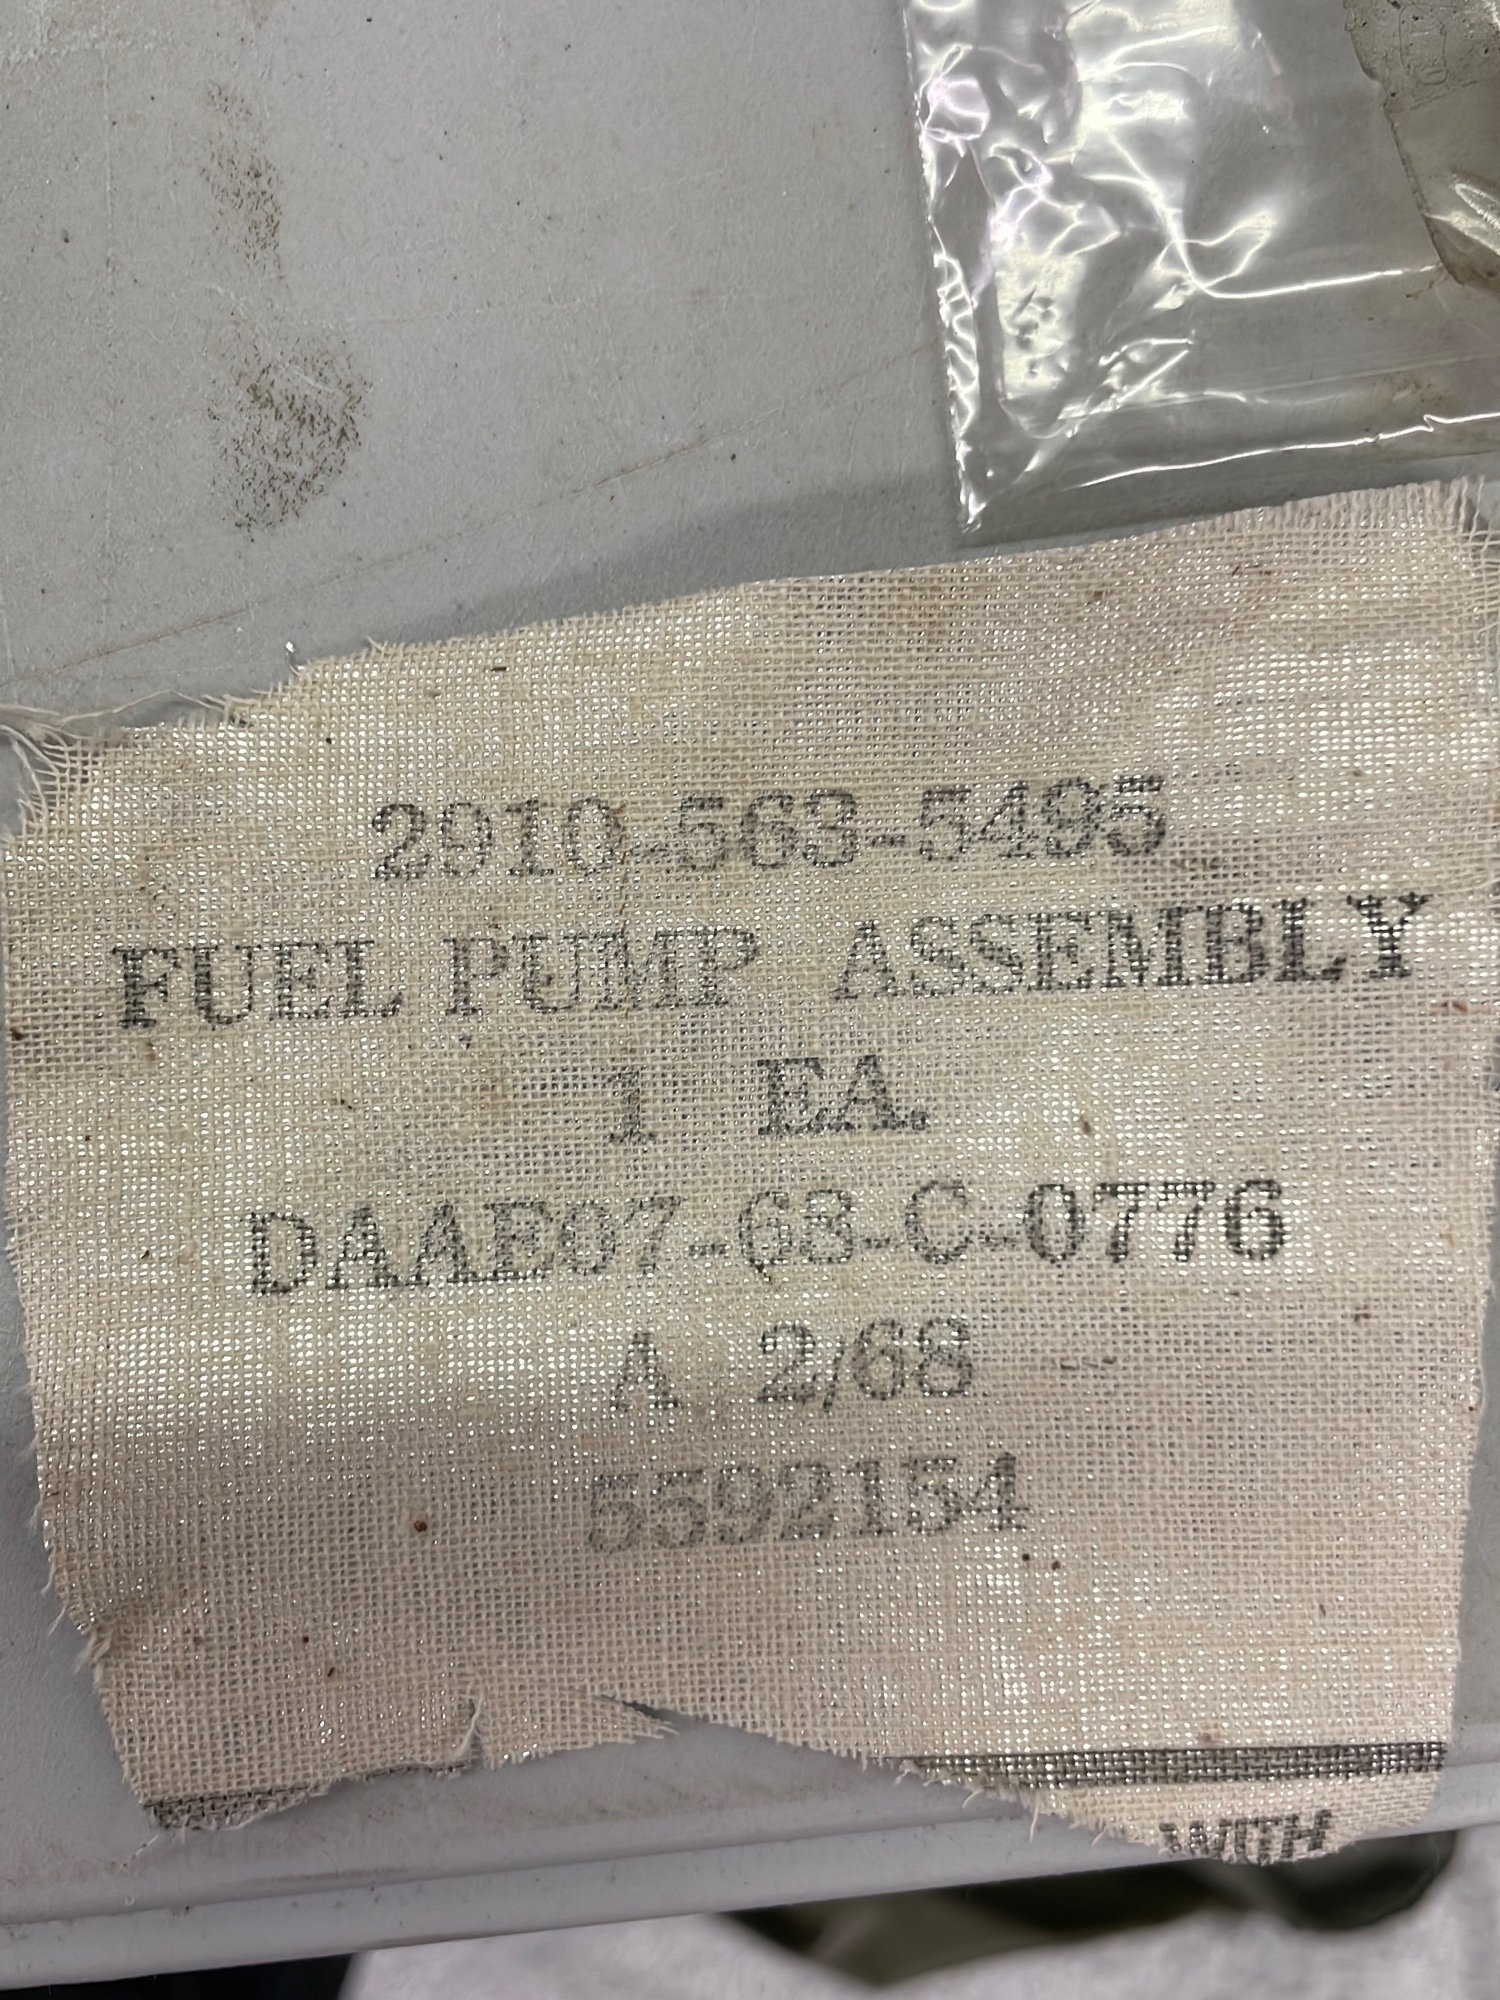 2910-563-5495
FUEL PUMP ASSEMBLY
1 EA.
DAAE07-68-C-0776
A 2/68
5592154
WITH